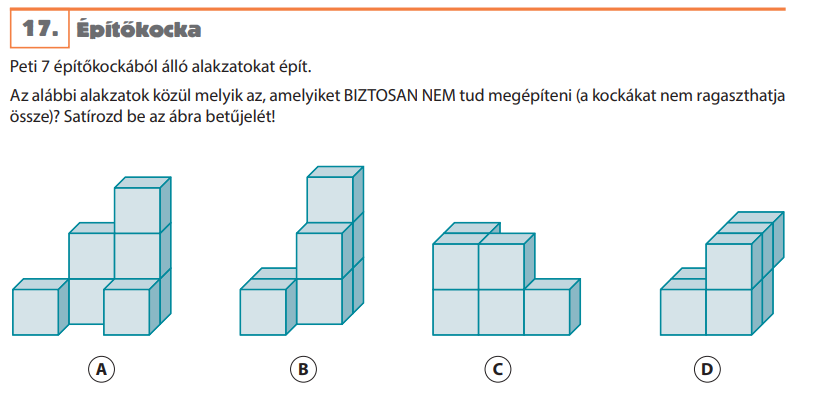 17. Építőkocka
Peti 7 építőkockából álló alakzatokat épít.
Az alábbi alakzatok közül melyik az, amelyiket BIZTOSAN NEM tud megépíteni (a kockákat nem ragaszthatja
össze)? Satírozd be az ábra betűjelét!
A B C D